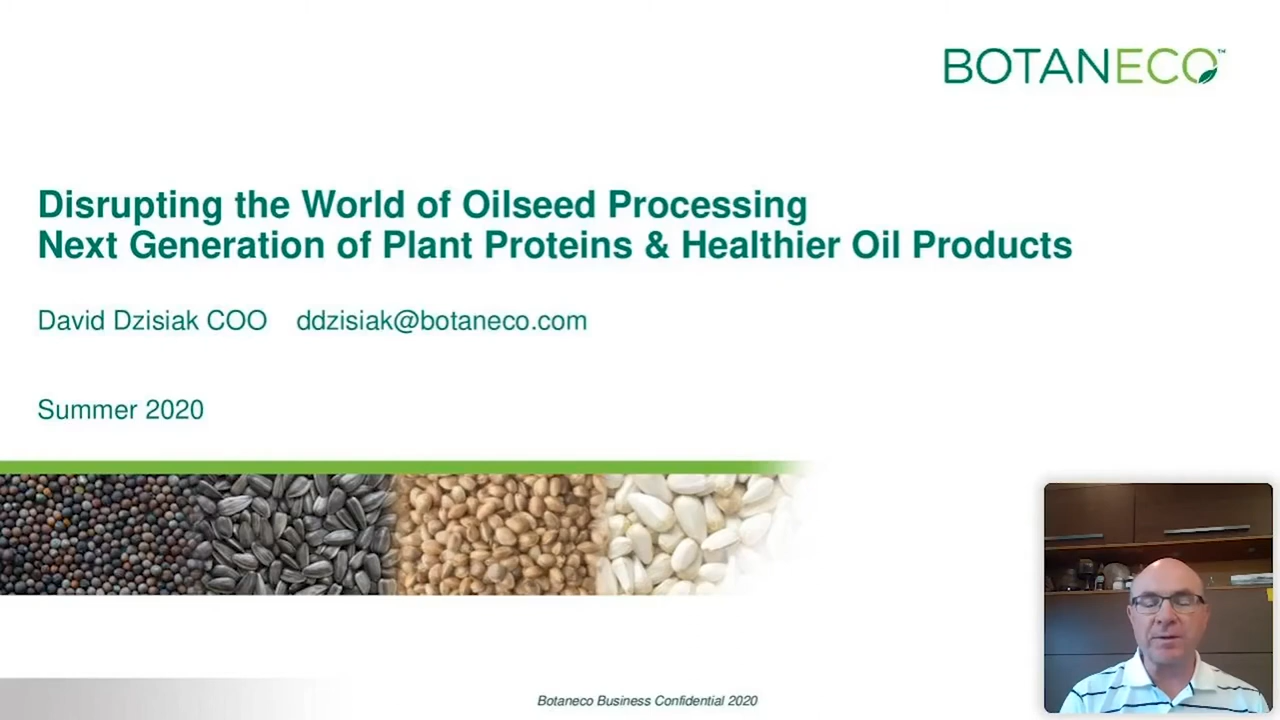 BOTANECO™
Disrupting the World of Oilseed Processing
Next Generation of Plant Proteins & Healthier Oil Products
David Dzisiak COO ddzisiak@botaneco.com
Summer 2020
Botaneco Business Confidential 2020